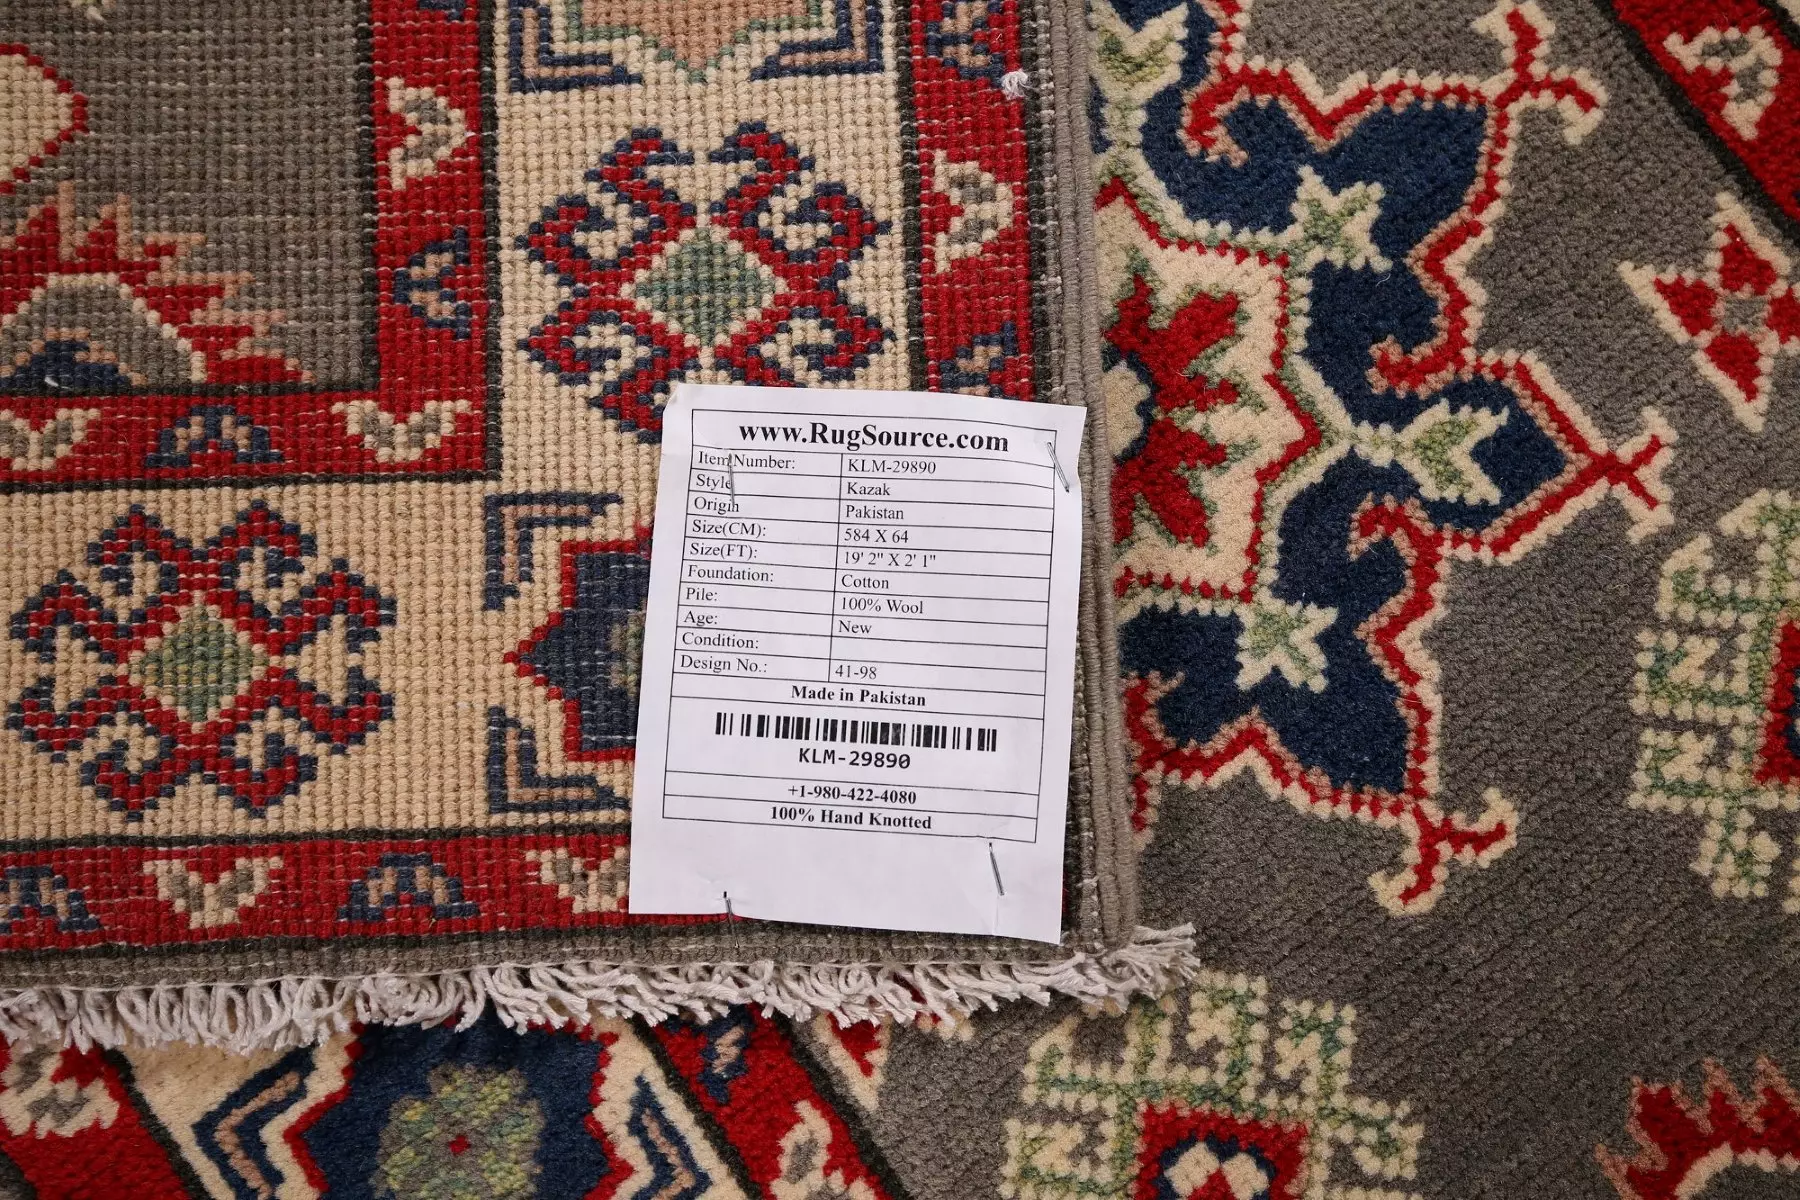 www.RugSource.com
Item Number: KLM-29890
Style Kazak
Origin Pakistan
Size(CM): 584 X 64
Size(FT): 19' 2" X 2' 1"
Foundation: Cotton
Pile: 100% Wool
Age: New
Condition:
Design No.: 41-98
Made in Pakistan
KLM-29890
+1-980-422-4080
100% Hand Knotted